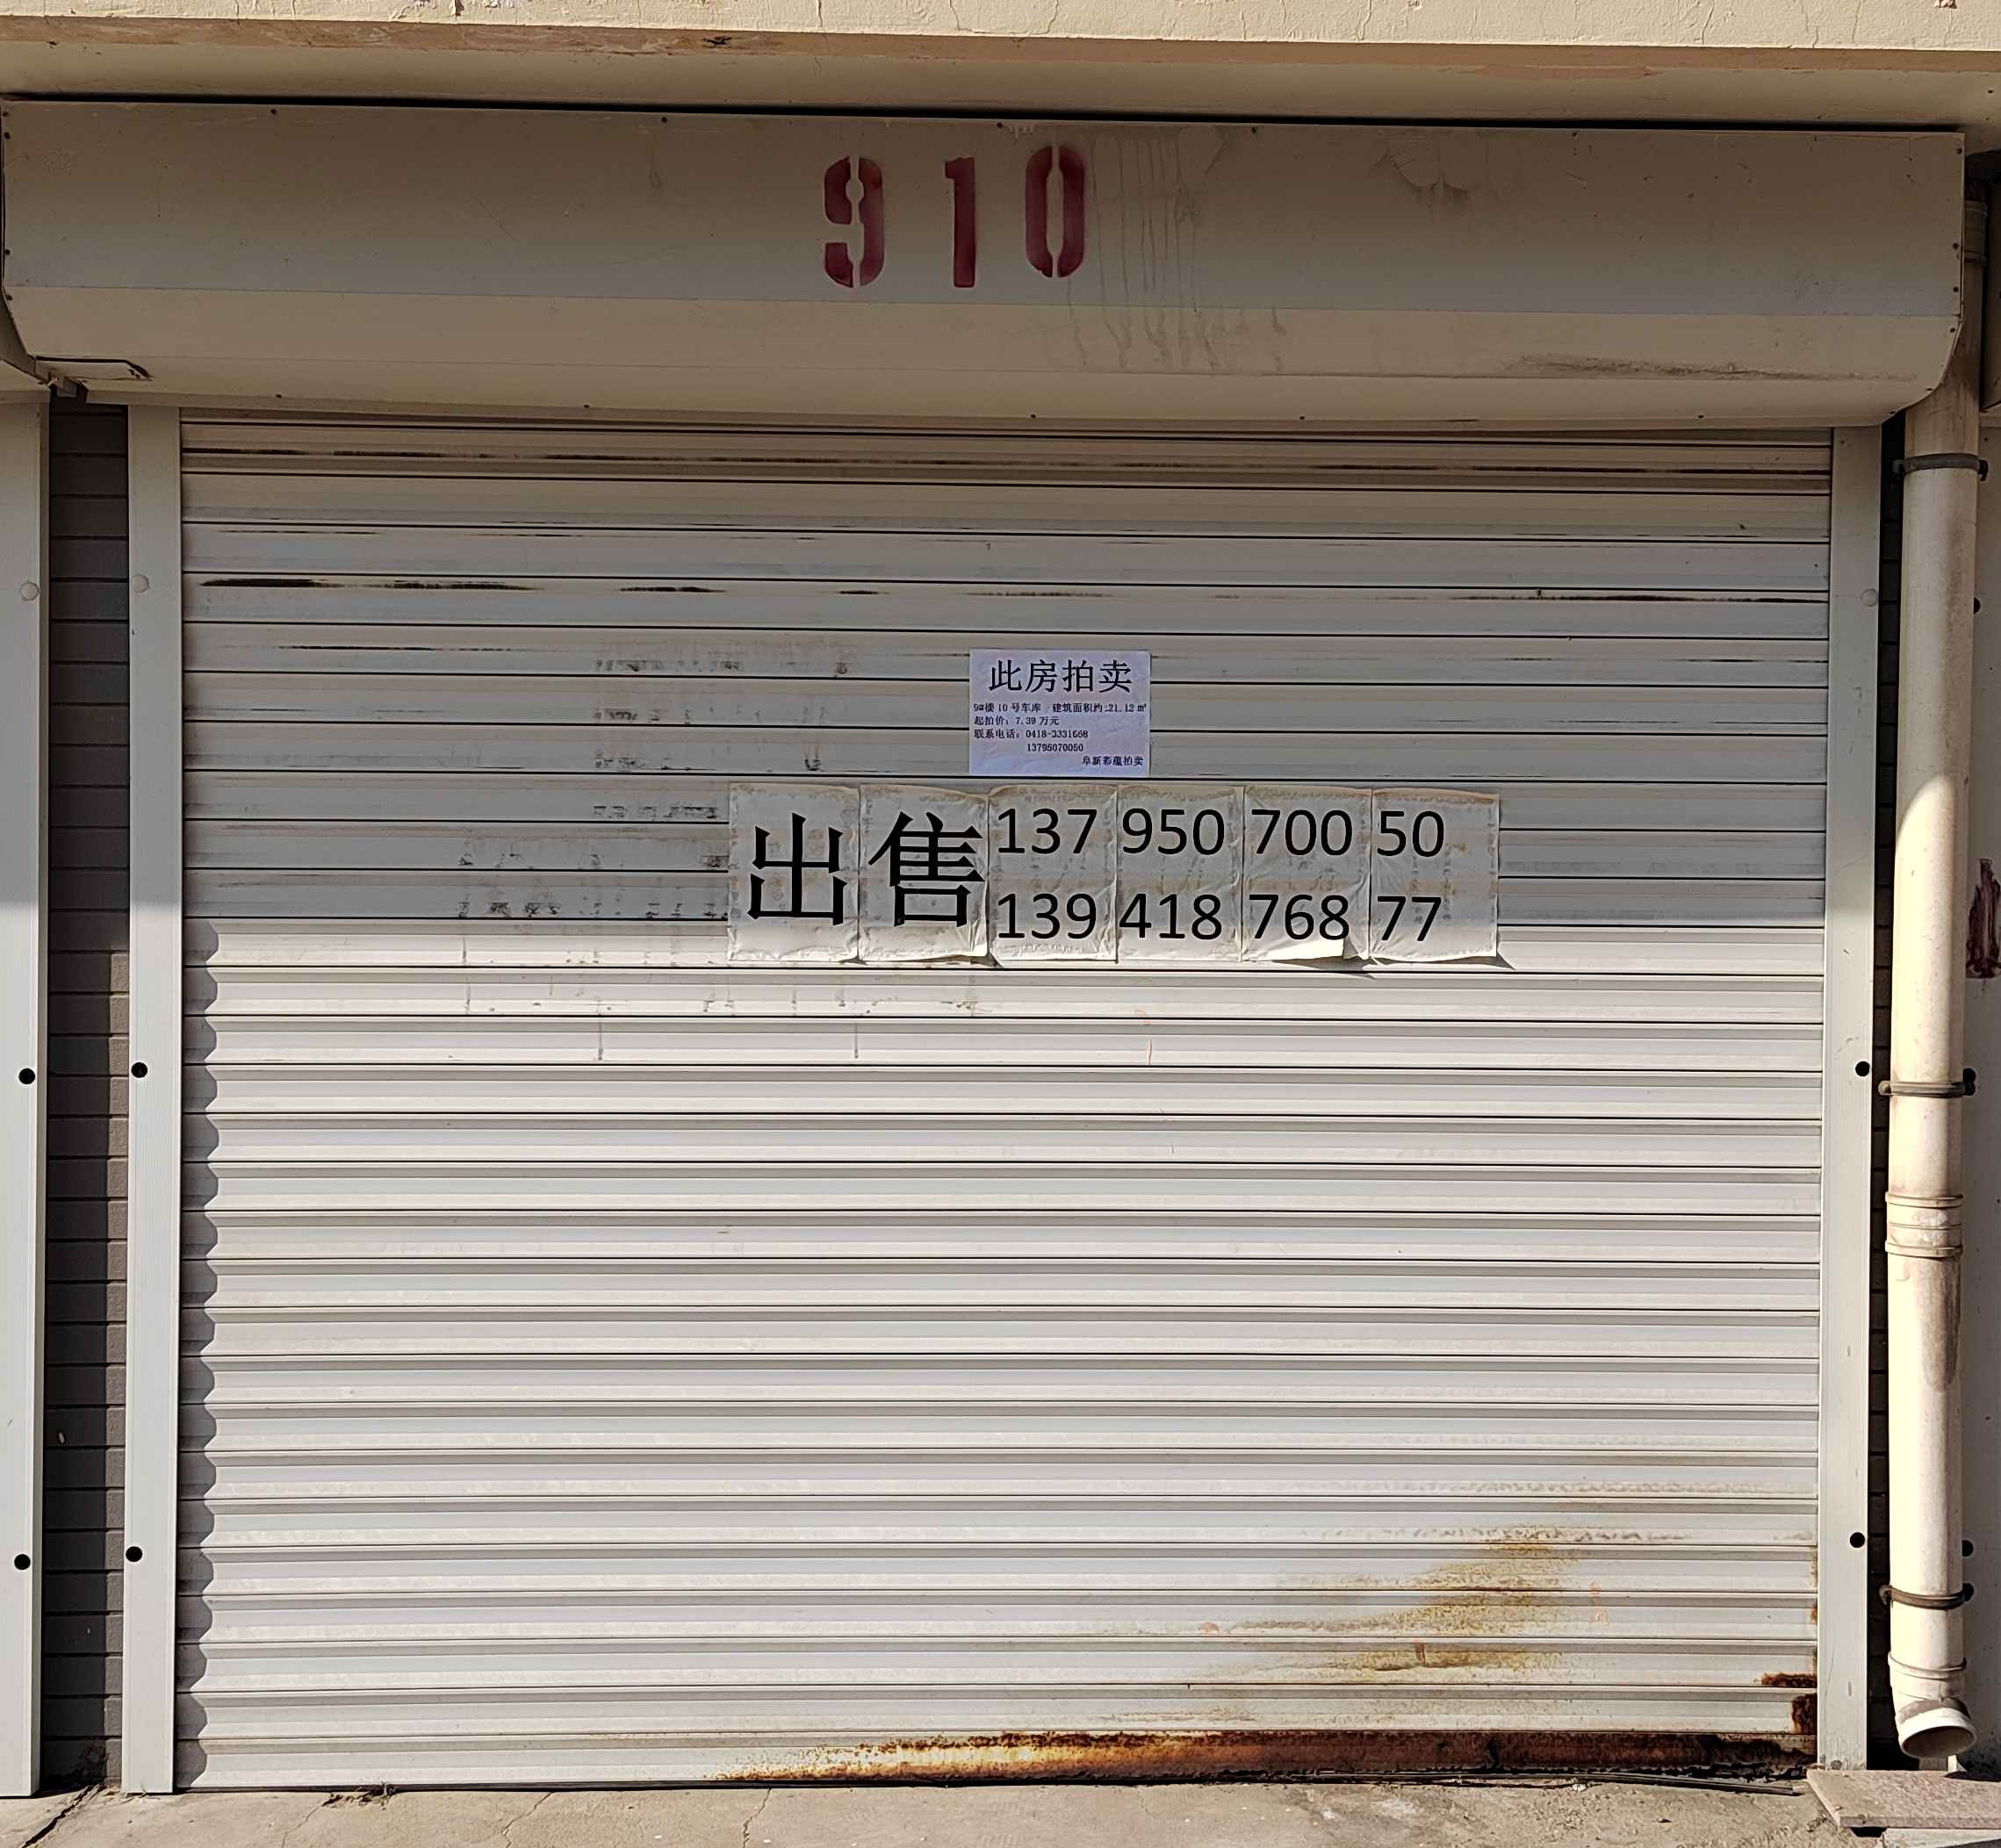 910
此房拍卖
9#楼 10 号车库 建筑面积约:21.12 ㎡
起拍价: 7.39 万元
联系电话: 0418-3331668
13795070050
阜新彩蕴拍卖
出售 137 950 700 50
139 418 768 77